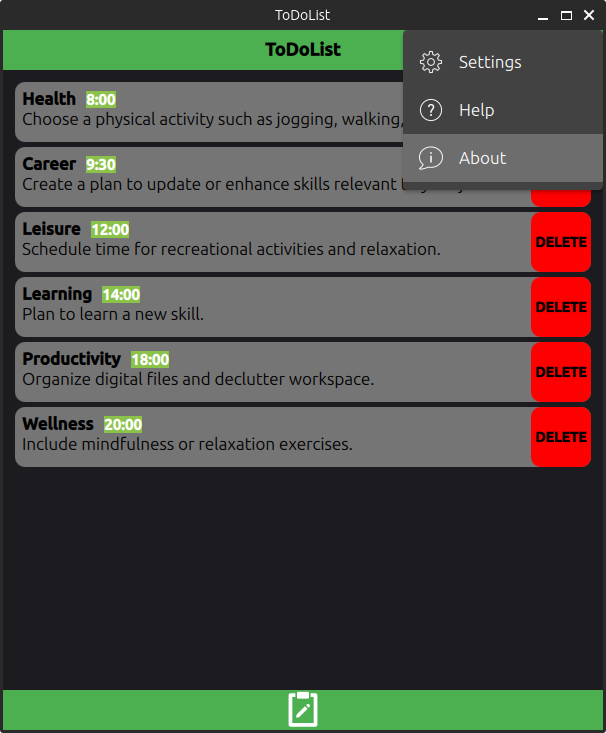 ToDoList
ToDoList
Settings
Help
About
Health 8:00
Choose a physical activity such as jogging, walking,
Career 9:30
Create a plan to update or enhance skills relevant
Leisure 12:00
Schedule time for recreational activities and relaxation.
DELETE
Learning 14:00
Plan to learn a new skill.
DELETE
Productivity 18:00
Organize digital files and declutter workspace.
DELETE
Wellness 20:00
Include mindfulness or relaxation exercises.
DELETE